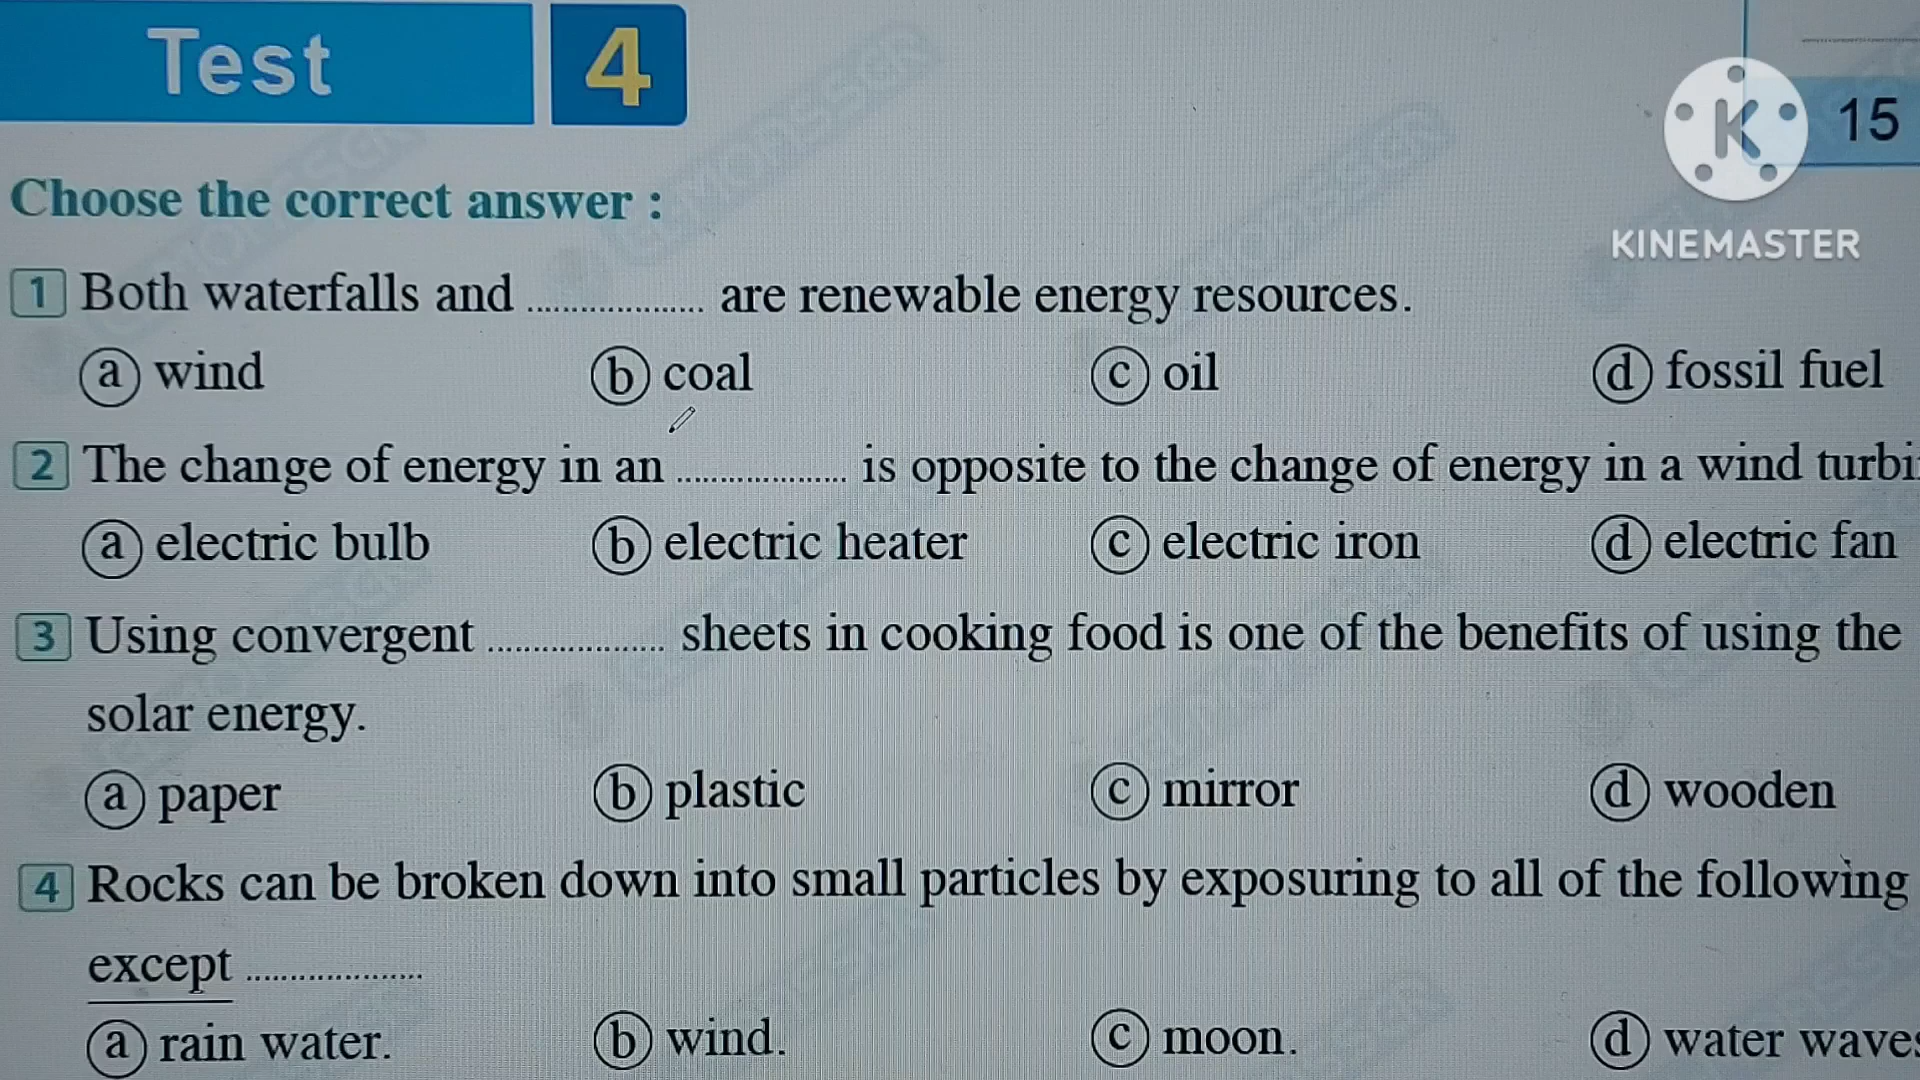 Test 4
15
KINEMASTER
Choose the correct answer :
1 Both waterfalls and .................. are renewable energy resources.
a wind b coal c oil d fossil fuel
2 The change of energy in an .................. is opposite to the change of energy in a wind turbi
a electric bulb b electric heater c electric iron d electric fan
3 Using convergent .................. sheets in cooking food is one of the benefits of using the
solar energy.
a paper b plastic c mirror d wooden
4 Rocks can be broken down into small particles by exposuring to all of the following
except ..................
a rain water. b wind. c moon. d water waves